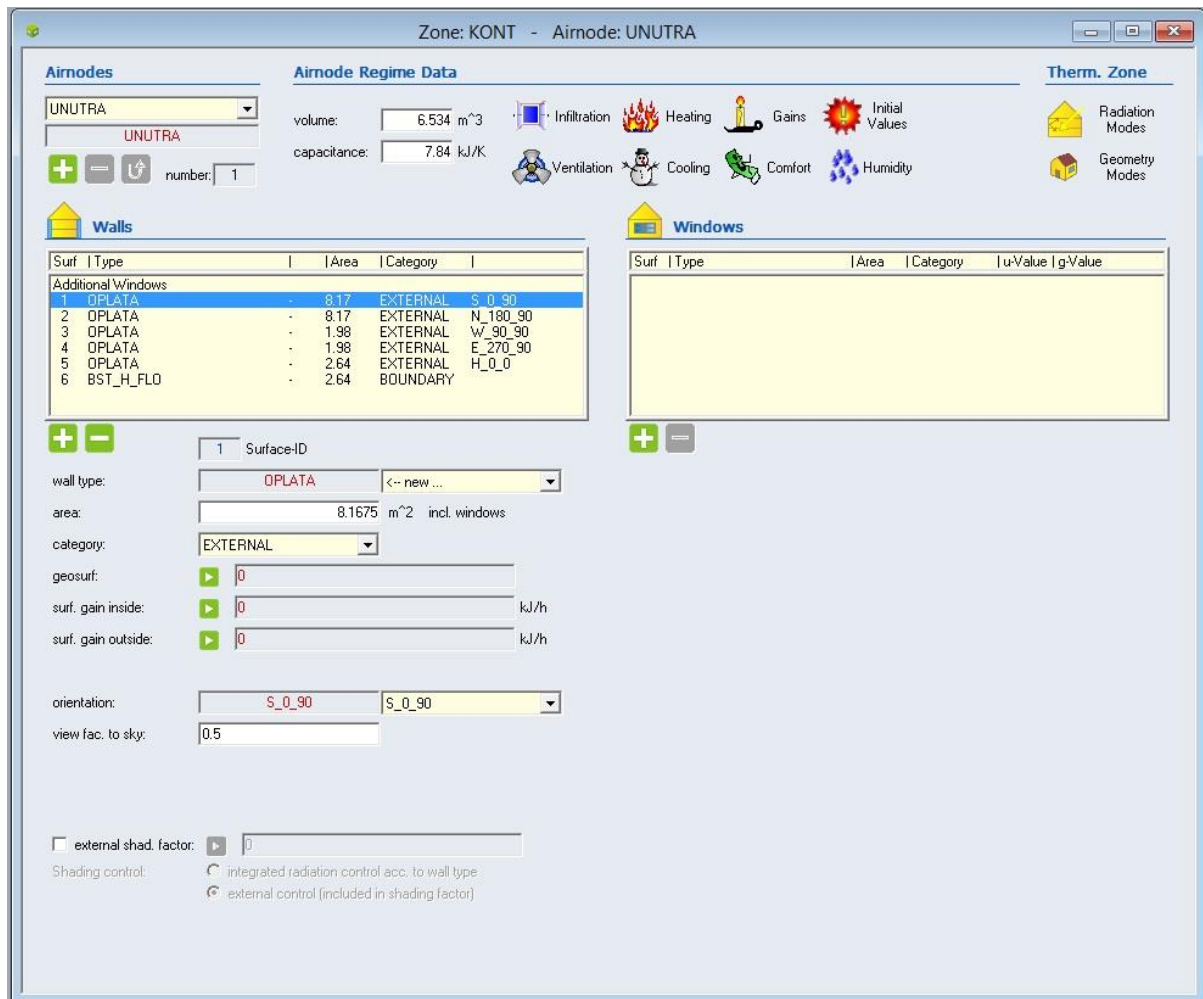 Zone: KONT - Airnode: UNUTRA
Airnodes
Airnode Regime Data
Therm. Zone
UNUTRA
UNUTRA
number: 1
volume: 6.534 m^3
capacitance: 7.84 kJ/K
Infiltration
Heating
Gains
Initial Values
Ventilation
Cooling
Comfort
Humidity
Radiation Modes
Geometry Modes
Walls
Surf | Type | | Area | Category |
Additional Windows
1 OPLATA - 8.17 EXTERNAL S_0_90
2 OPLATA - 8.17 EXTERNAL N_180_90
3 OPLATA - 1.98 EXTERNAL W_90_90
4 OPLATA - 1.98 EXTERNAL E_270_90
5 OPLATA - 2.64 EXTERNAL H_0_0
6 BST_H_FLO - 2.64 BOUNDARY
Windows
Surf | Type | Area | Category | u-Value | g-Value
1 Surface-ID
wall type: OPLATA <-- new ...
area: 8.1675 m^2 incl. windows
category: EXTERNAL
geosurf: 0
surf. gain inside: 0 kJ/h
surf. gain outside: 0 kJ/h
orientation: S_0_90 S_0_90
view fac. to sky: 0.5
external shad. factor: 0
Shading control: integrated radiation control acc. to wall type
external control (included in shading factor)